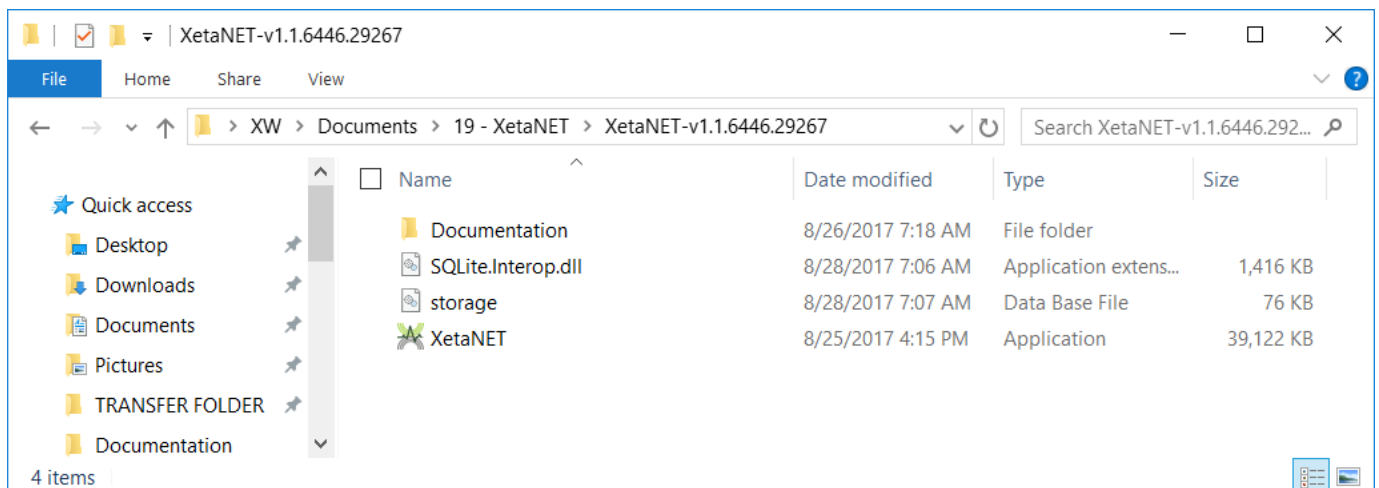 XetaNET-v1.1.6446.29267
File Home Share View
XW > Documents > 19 - XetaNET > XetaNET-v1.1.6446.29267 Search XetaNET-v1.1.6446.292...
Name Date modified Type Size
Quick access
Desktop
Downloads
Documents
Pictures
TRANSFER FOLDER
Documentation
Documentation 8/26/2017 7:18 AM File folder
SQLite.Interop.dll 8/28/2017 7:06 AM Application extens... 1,416 KB
storage 8/28/2017 7:07 AM Data Base File 76 KB
XetaNET 8/25/2017 4:15 PM Application 39,122 KB
4 items